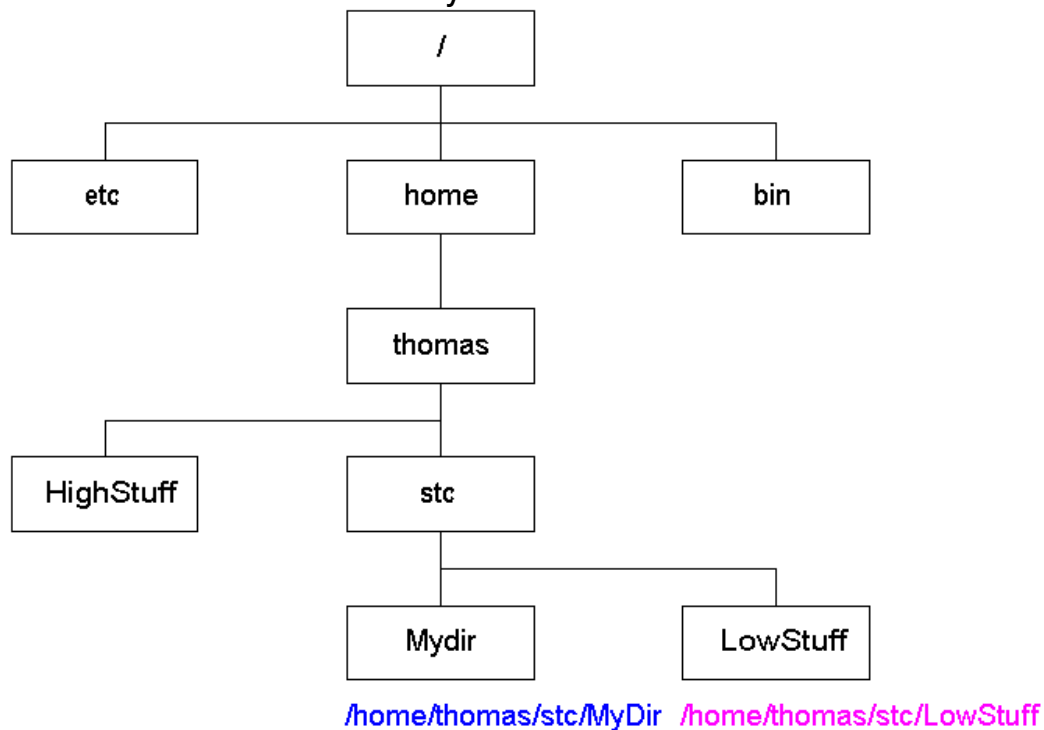 /
etc home bin
thomas
HighStuff stc
Mydir LowStuff
/home/thomas/stc/MyDir /home/thomas/stc/LowStuff